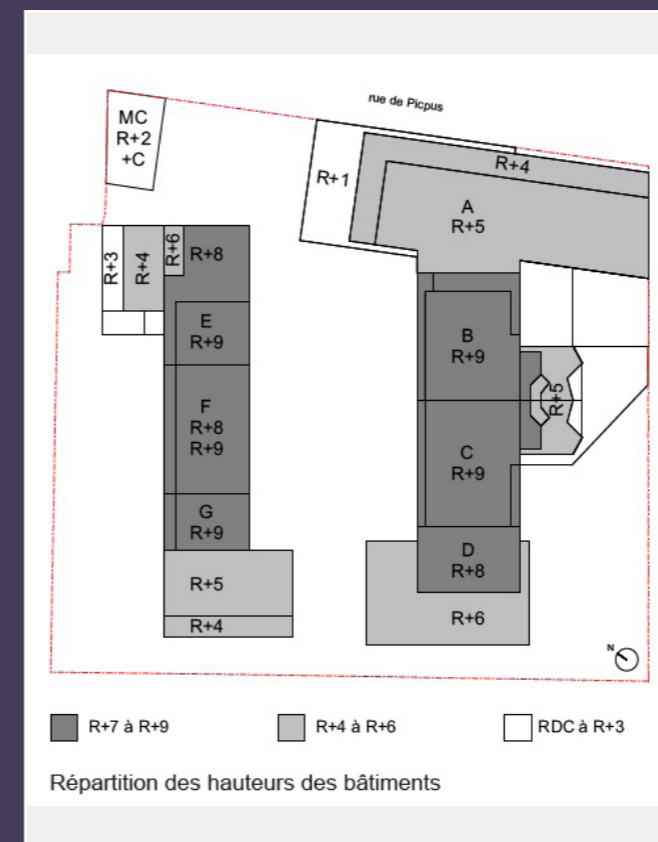 rue de Picpus
MC
R+2
+C
R+1
R+4
A
R+5
R+3
R+4
R+6
R+8
E
R+9
B
R+9
R+5
F
R+8
R+9
C
R+9
G
R+9
D
R+8
R+5
R+4
R+6
N
R+7 à R+9
R+4 à R+6
RDC à R+3
Répartition des hauteurs des bâtiments